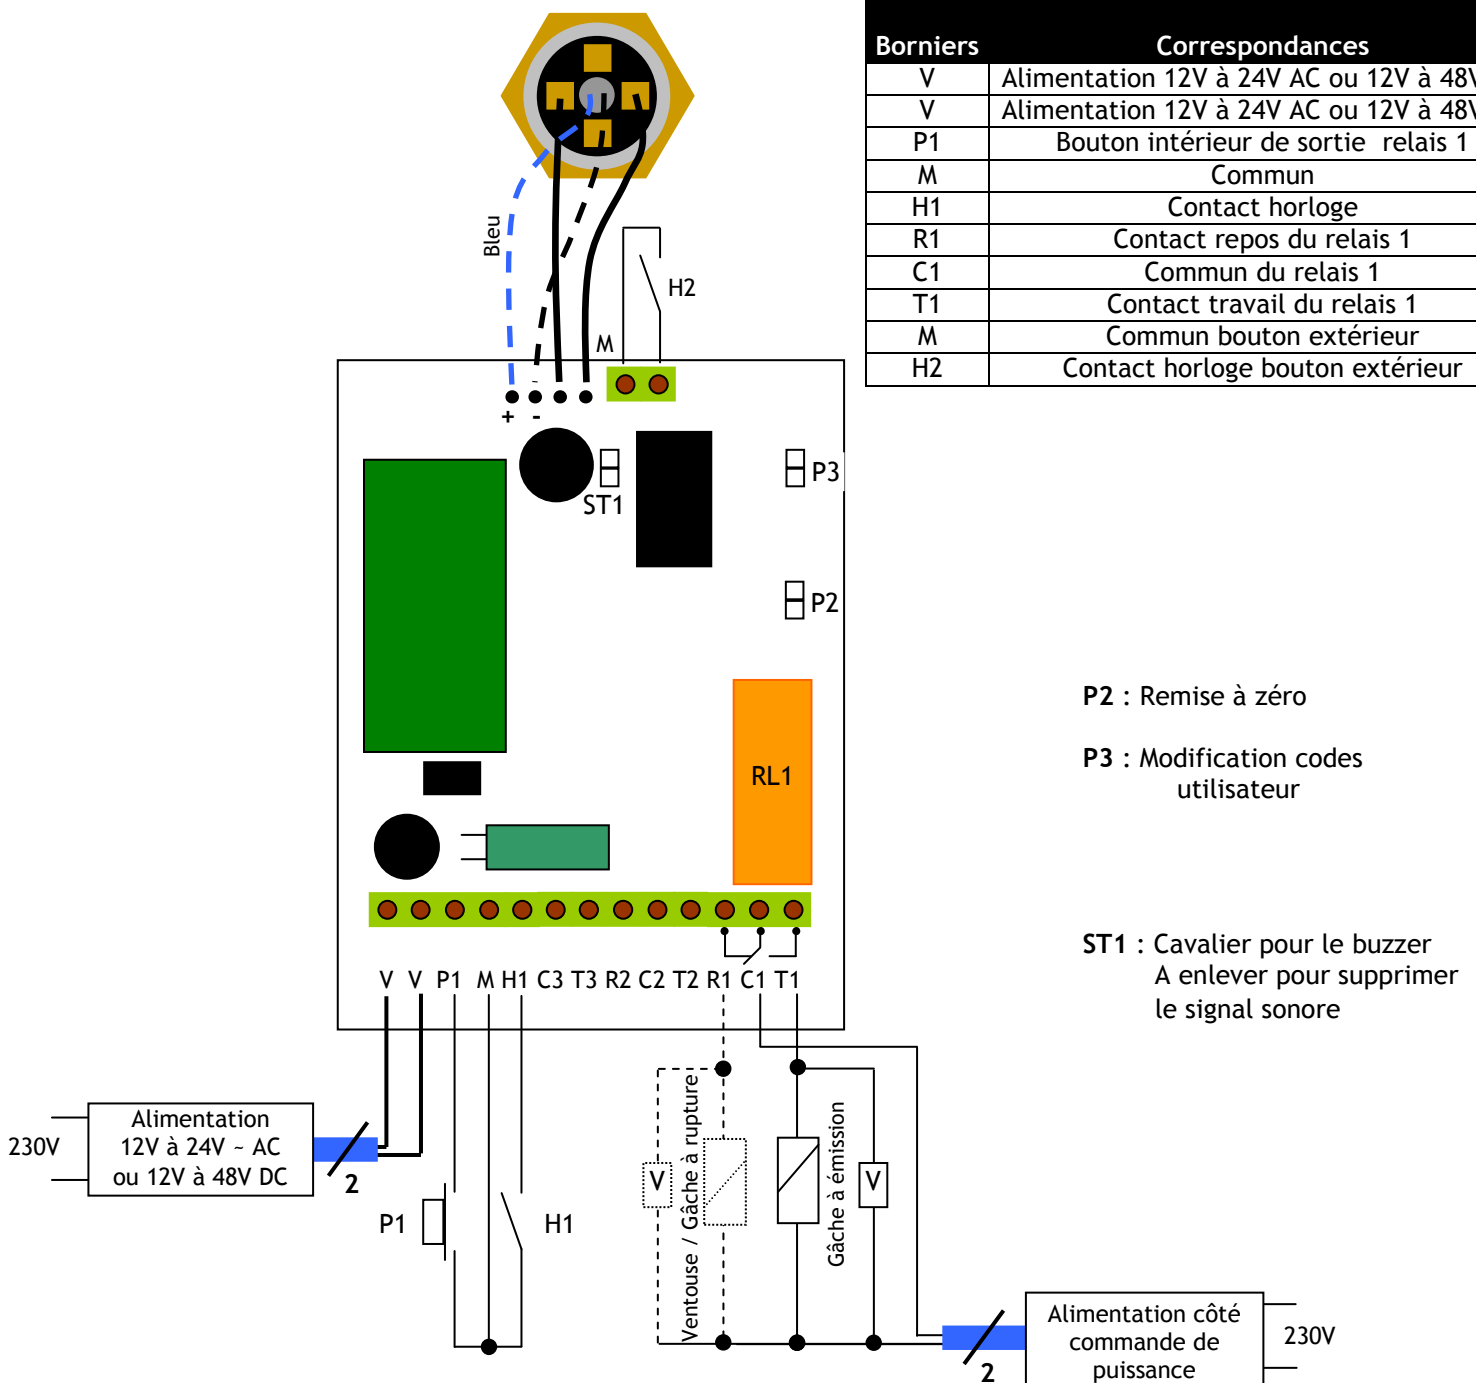 Borniers Correspondances
V Alimentation 12V à 24V AC ou 12V à 48V
V Alimentation 12V à 24V AC ou 12V à 48V
P1 Bouton intérieur de sortie relais 1
M Commun
H1 Contact horloge
R1 Contact repos du relais 1
C1 Commun du relais 1
T1 Contact travail du relais 1
M Commun bouton extérieur
H2 Contact horloge bouton extérieur
Bleu
H2
M
+ -
ST1
P3
P2
RL1
P2 : Remise à zéro
P3 : Modification codes
utilisateur
ST1 : Cavalier pour le buzzer
A enlever pour supprimer
le signal sonore
V V P1 M H1 C3 T3 R2 C2 T2 R1 C1 T1
230V
Alimentation
12V à 24V ~ AC
ou 12V à 48V DC
2
P1
H1
V
Ventouse / Gâche à rupture
Gâche à émission
V
2
Alimentation côté
commande de
puissance
230V